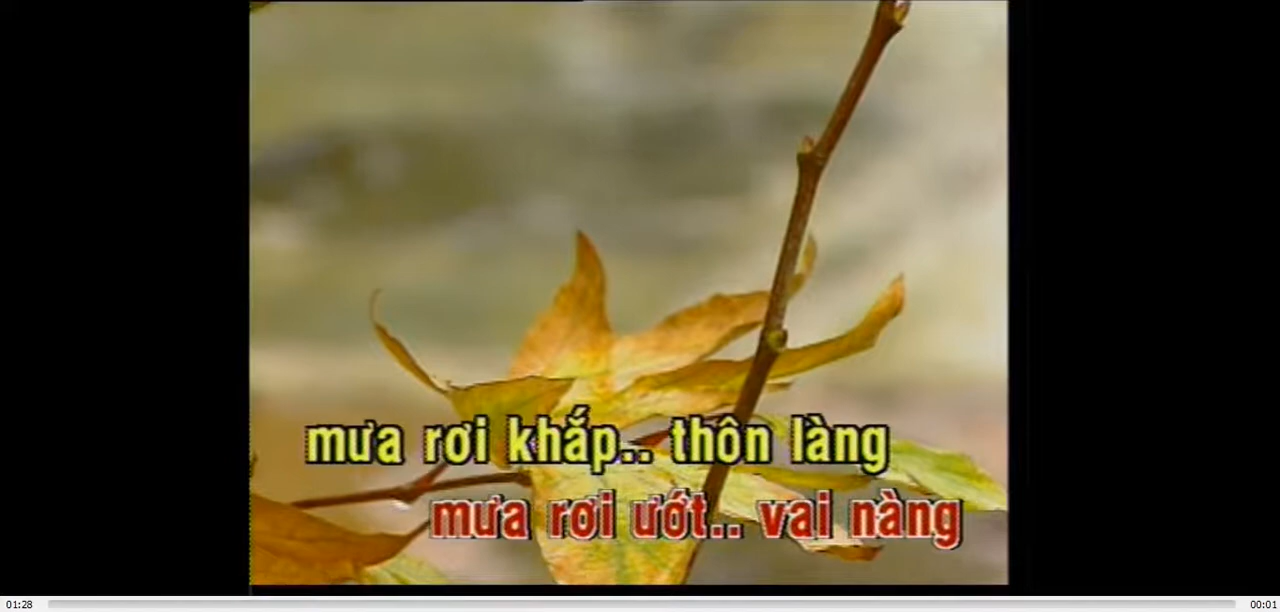 mưa rơi khắp.. thôn làng
mưa rơi ướt.. vai nàng
01:28
00:01